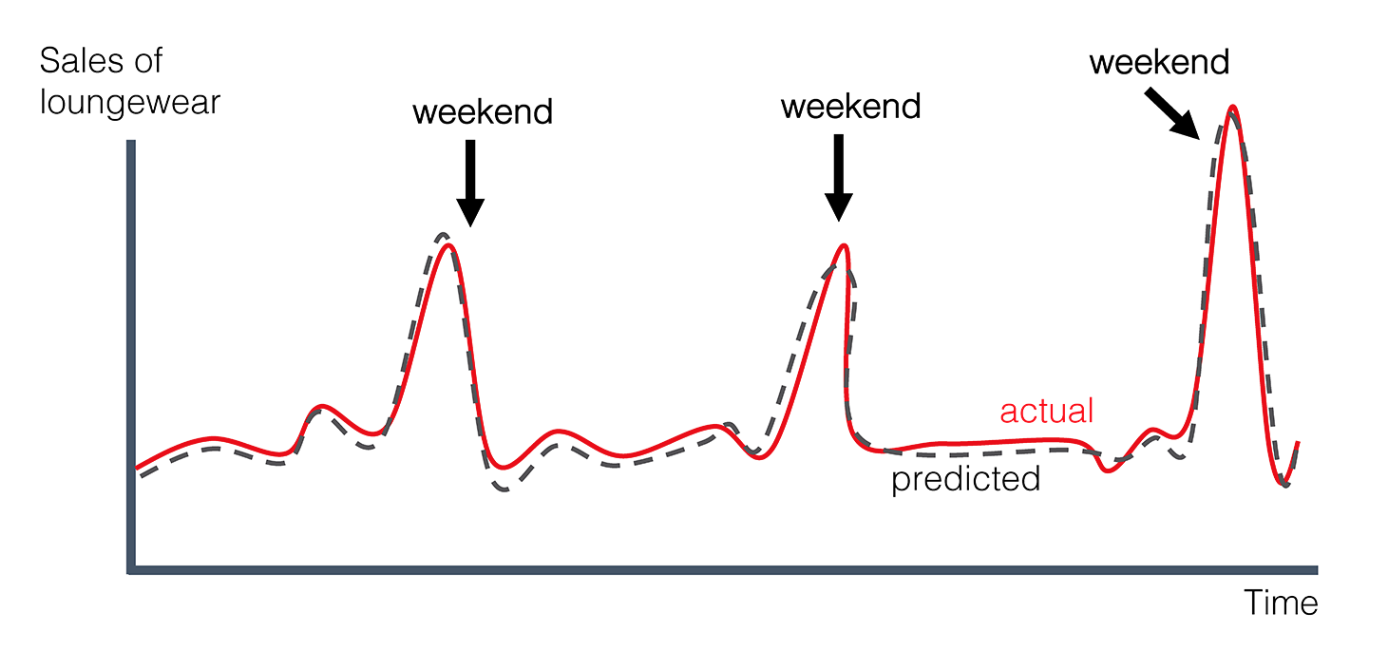 Sales of
loungewear
weekend
weekend
weekend
actual
predicted
Time